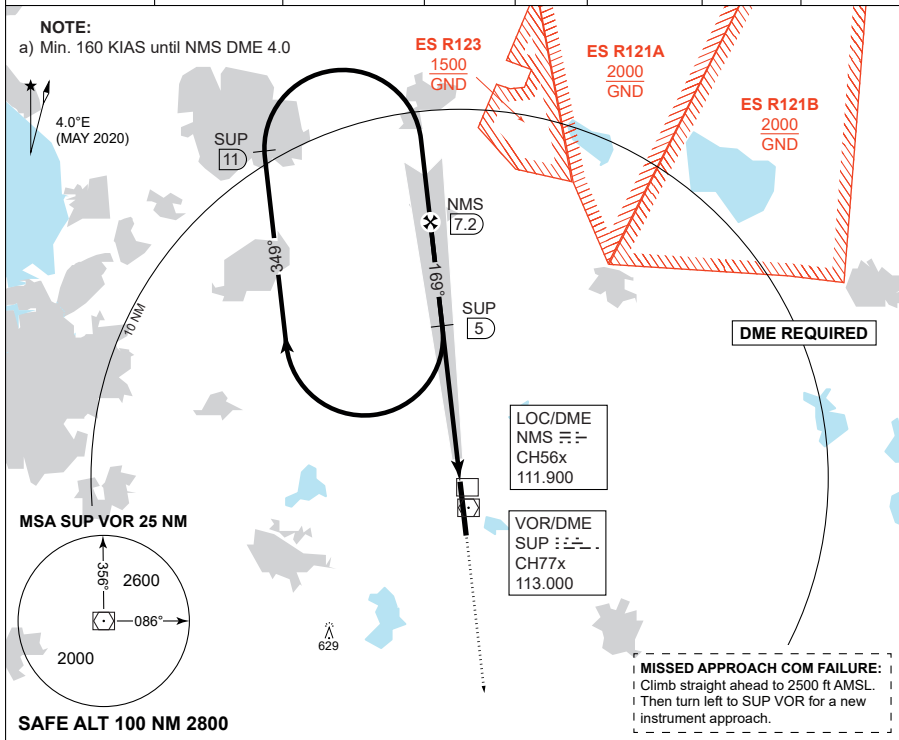 NOTE:
a) Min. 160 KIAS until NMS DME 4.0
4.0°E
(MAY 2020)
ES R123
1500
GND
ES R121A
2000
GND
ES R121B
2000
GND
SUP
11
NMS
7.2
349°
169°
SUP
5
10 NM
DME REQUIRED
LOC/DME
NMS
CH56x
111.900
VOR/DME
SUP
CH77x
113.000
MSA SUP VOR 25 NM
356°
2600
086°
2000
629
SAFE ALT 100 NM 2800
MISSED APPROACH COM FAILURE:
Climb straight ahead to 2500 ft AMSL.
Then turn left to SUP VOR for a new
instrument approach.